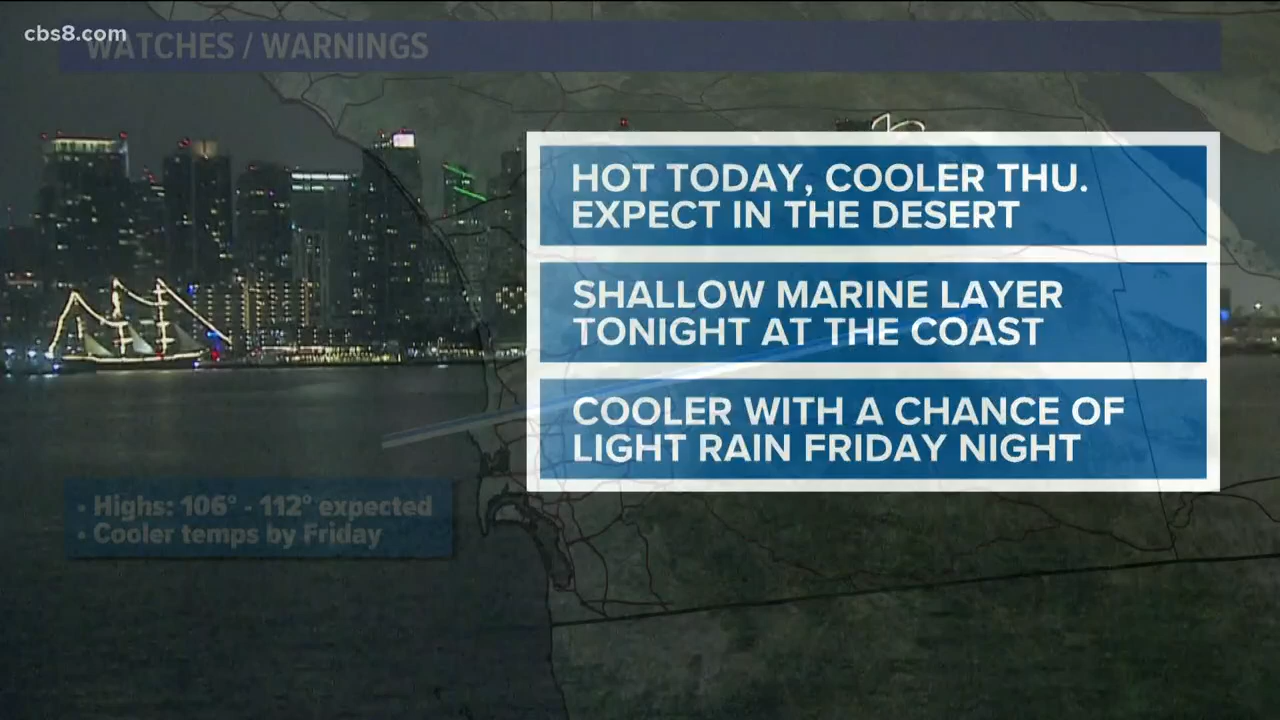 cbs8.com
WATCHES / WARNINGS
HOT TODAY, COOLER THU.
EXPECT IN THE DESERT
SHALLOW MARINE LAYER
TONIGHT AT THE COAST
COOLER WITH A CHANCE OF
LIGHT RAIN FRIDAY NIGHT
• Highs: 106° - 112° expected
• Cooler temps by Friday